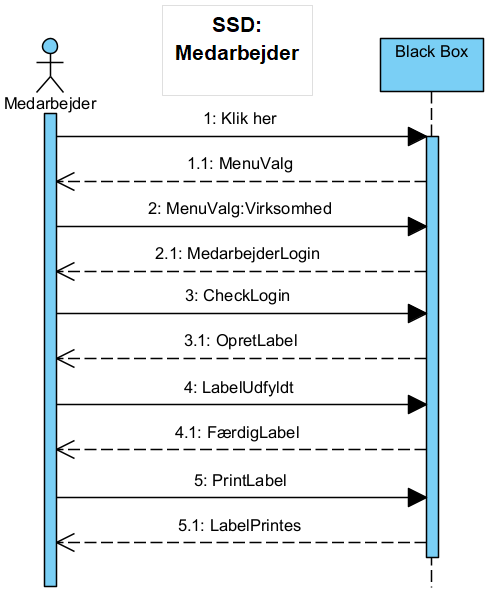 SSD:
Medarbejder
Black Box
Medarbejder
1: Klik her
1.1: MenuValg
2: MenuValg:Virksomhed
2.1: MedarbejderLogin
3: CheckLogin
3.1: OpretLabel
4: LabelUdfyldt
4.1: FærdigLabel
5: PrintLabel
5.1: LabelPrintes